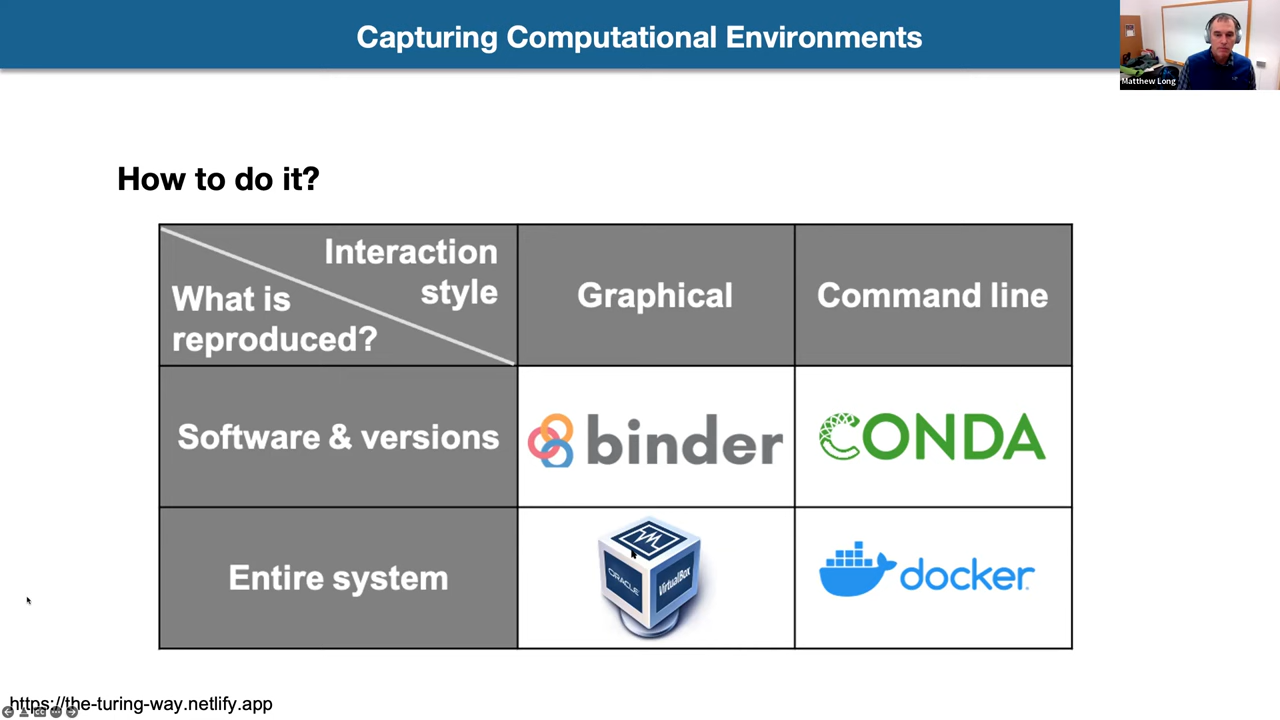 Capturing Computational Environments
Matthew Long
How to do it?
Interaction
style
What is
reproduced?
Graphical
Command line
Software & versions
binder
CONDA
Entire system
ORACLE
VirtualBox
docker
https://the-turing-way.netlify.app